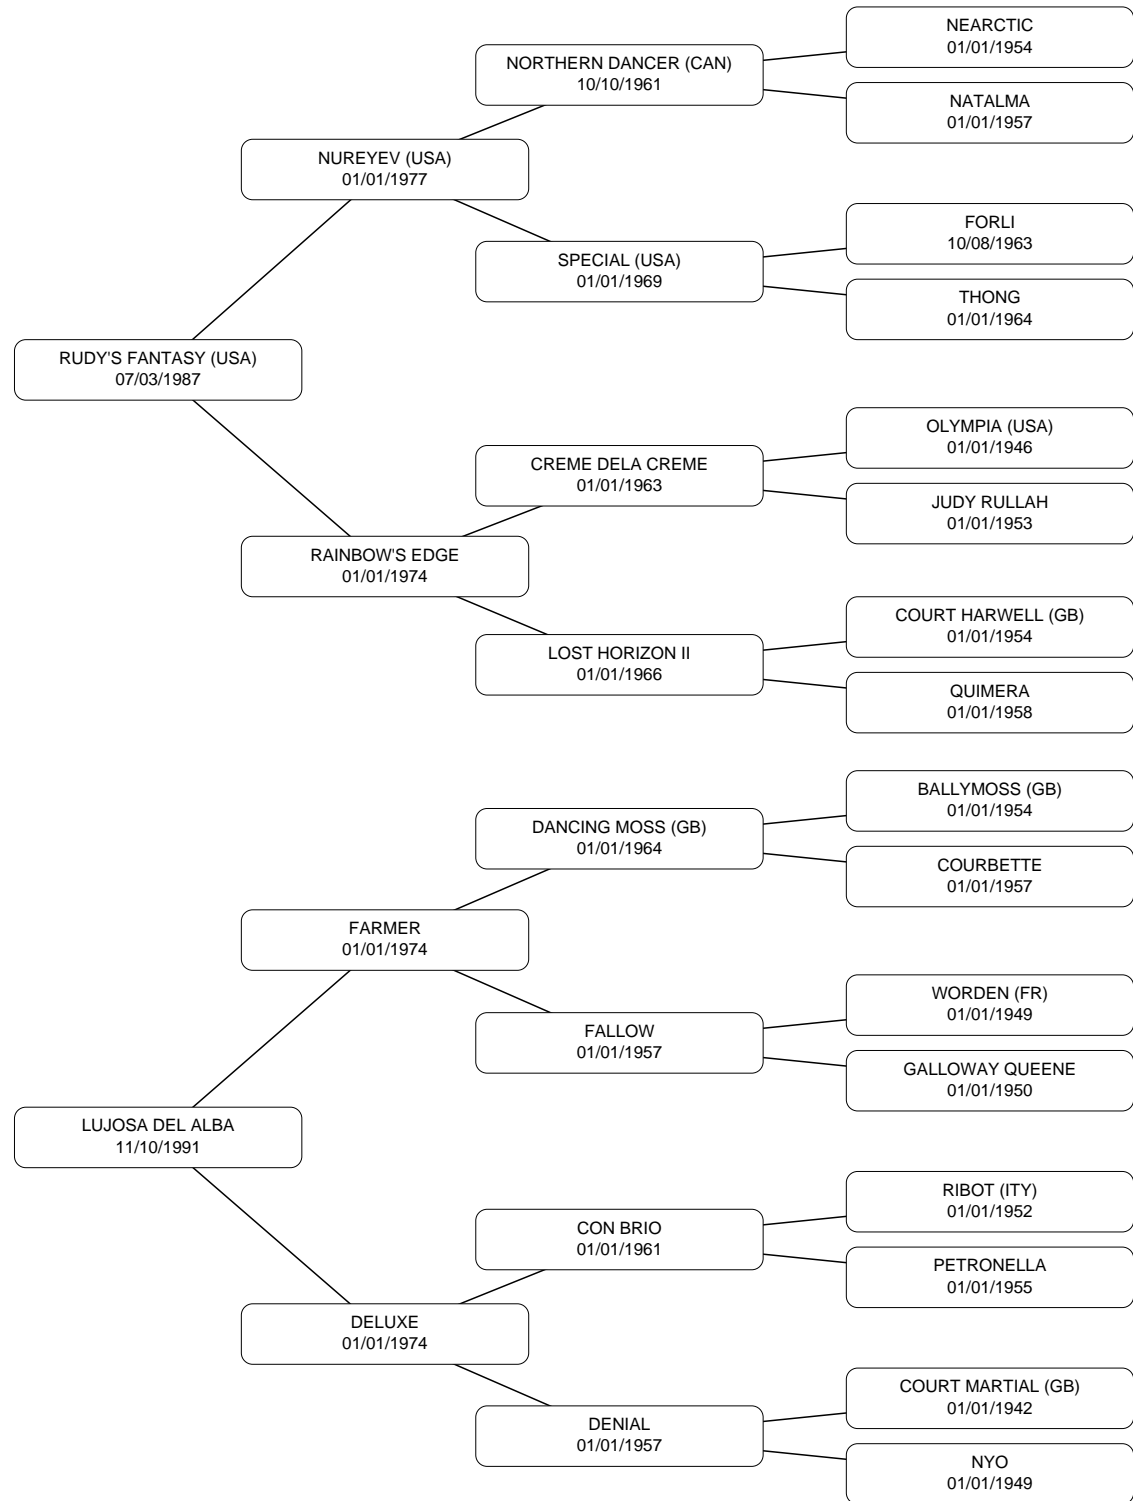 NEARCTIC
01/01/1954
NORTHERN DANCER (CAN)
10/10/1961
NATALMA
01/01/1957
NUREYEV (USA)
01/01/1977
FORLI
10/08/1963
SPECIAL (USA)
01/01/1969
THONG
01/01/1964
RUDY'S FANTASY (USA)
07/03/1987
OLYMPIA (USA)
01/01/1946
CREME DELA CREME
01/01/1963
JUDY RULLAH
01/01/1953
RAINBOW'S EDGE
01/01/1974
COURT HARWELL (GB)
01/01/1954
LOST HORIZON II
01/01/1966
QUIMERA
01/01/1958
BALLYMOSS (GB)
01/01/1954
DANCING MOSS (GB)
01/01/1964
COURBETTE
01/01/1957
FARMER
01/01/1974
WORDEN (FR)
01/01/1949
FALLOW
01/01/1957
GALLOWAY QUEENE
01/01/1950
LUJOSA DEL ALBA
11/10/1991
RIBOT (ITY)
01/01/1952
CON BRIO
01/01/1961
PETRONELLA
01/01/1955
DELUXE
01/01/1974
COURT MARTIAL (GB)
01/01/1942
DENIAL
01/01/1957
NYO
01/01/1949